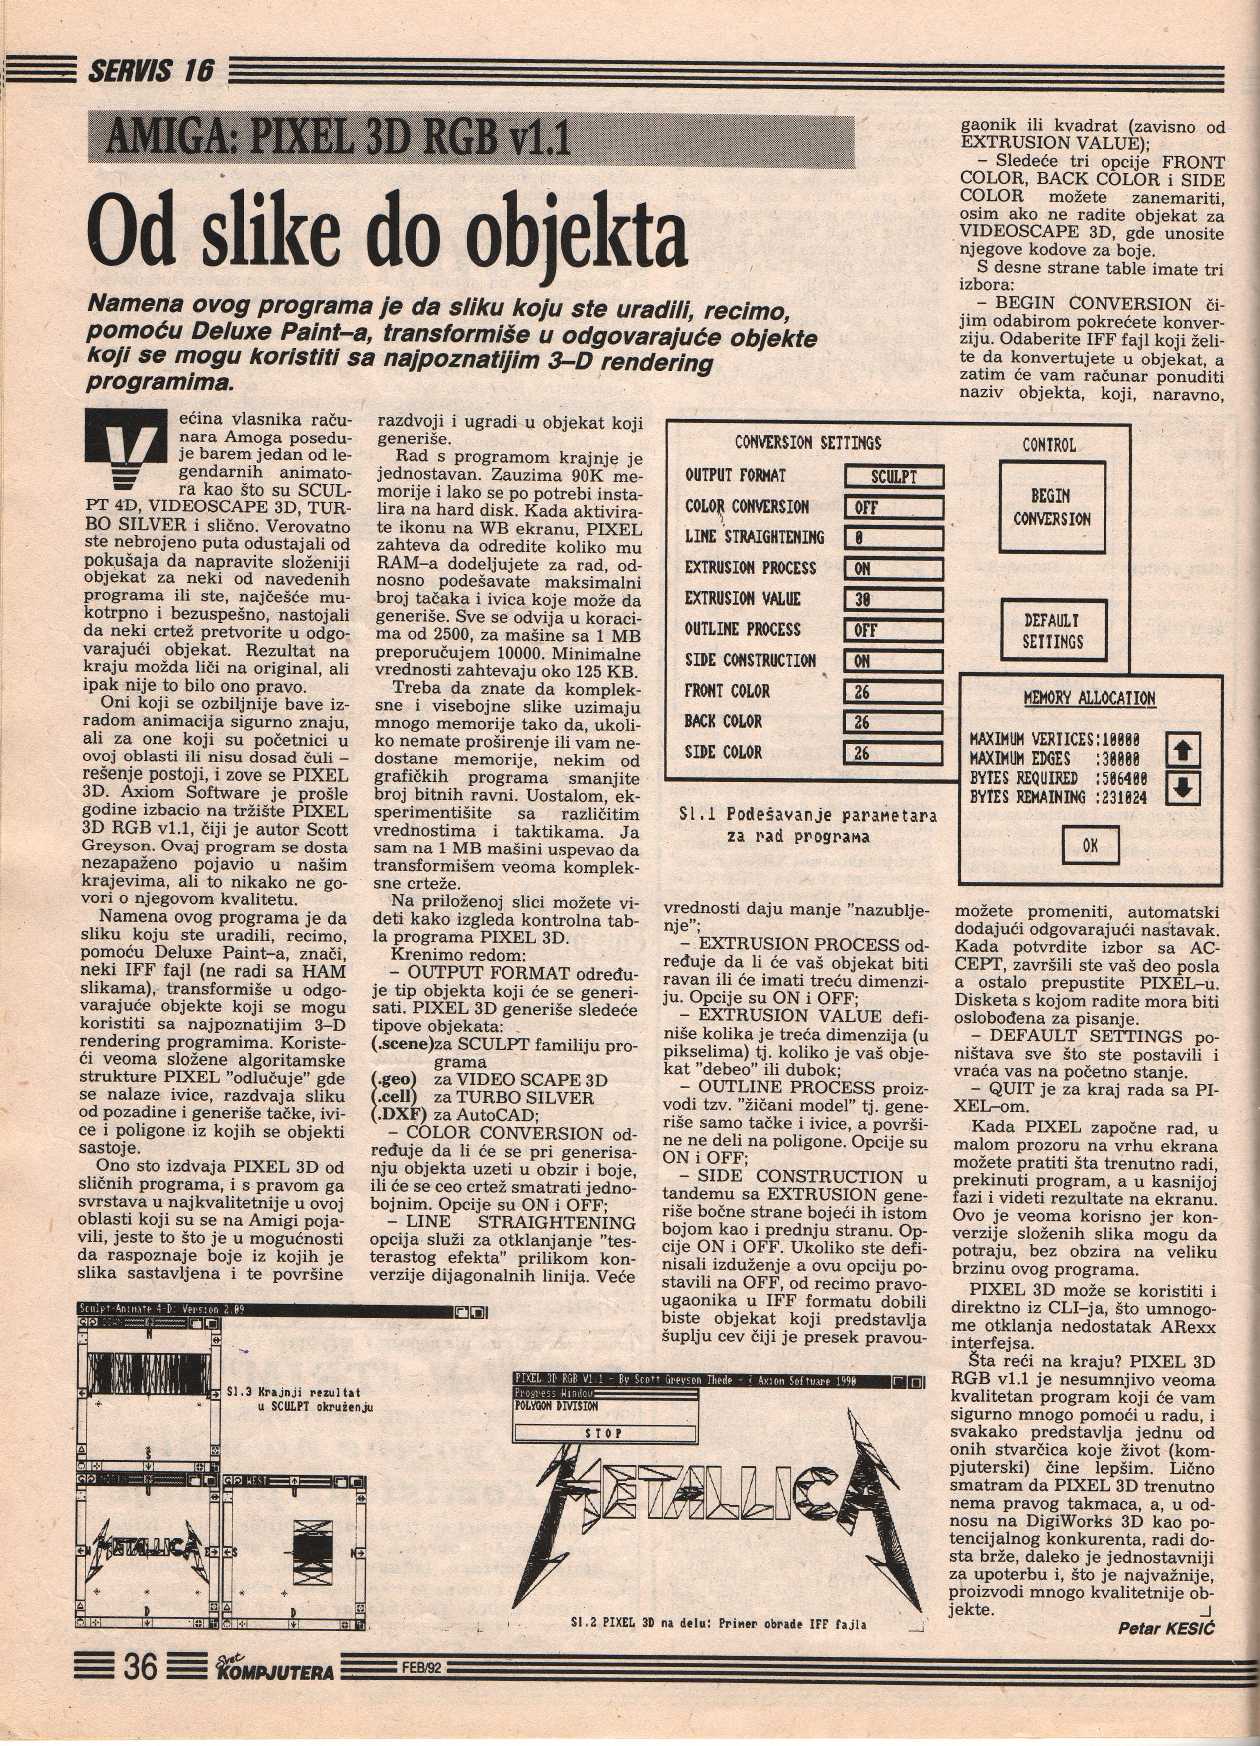 SERVIS 16
AMIGA: PIXEL 3D RGB v1.1
Od slike do objekta
Namena ovog programa je da sliku koju ste uradili, recimo,
pomoću Deluxe Paint–a, transformiše u odgovarajuće objekte
koji se mogu koristiti sa najpoznatijim 3–D rendering
programima.
Većina vlasnika raču-
nara Amoga posedu-
je barem jedan od le-
gendarnih animato-
ra kao što su SCUL-
PT 4D, VIDEOSCAPE 3D, TUR-
BO SILVER i slično. Verovatno
ste nebrojeno puta odustajali od
pokušaja da napravite složeniji
objekat za neki od navedenih
programa ili ste, najčešće mu-
kotrpno i bezuspešno, nastojali
da neki crtež pretvorite u odgo-
varajući objekat. Rezultat na
kraju možda liči na original, ali
ipak nije to bilo ono pravo.
Oni koji se ozbiljnije bave iz-
radom animacija sigurno znaju,
ali za one koji su početnici u
ovoj oblasti ili nisu dosad čuli –
rešenje postoji, i zove se PIXEL
3D. Axiom Software je prošle
godine izbacio na tržište PIXEL
3D RGB v1.1, čiji je autor Scott
Greyson. Ovaj program se dosta
nezapaženo pojavio u našim
krajevima, ali to nikako ne go-
vori o njegovom kvalitetu.
Namena ovog programa je da
sliku koju ste uradili, recimo,
pomoću Deluxe Paint–a, znači,
neki IFF fajl (ne radi sa HAM
slikama), transformiše u odgo-
varajuće objekte koji se mogu
koristiti sa najpoznatijim 3–D
rendering programima. Koriste-
ći veoma složene algoritamske
strukture PIXEL "odlučuje" gde
se nalaze ivice, razdvaja sliku
od pozadine i generiše tačke, ivi-
ce i poligone iz kojih se objekti
sastoje.
Ono sto izdvaja PIXEL 3D od
sličnih programa, i s pravom ga
svrstava u najkvalitetnije u ovoj
oblasti koji su se na Amigi poja-
vili, jeste to što je u mogućnosti
da raspoznaje boje iz kojih je
slika sastavljena i te površine
razdvoji i ugradi u objekat koji
generiše.
Rad s programom krajnje je
jednostavan. Zauzima 90K me-
morije i lako se po potrebi insta-
lira na hard disk. Kada aktivira-
te ikonu na WB ekranu, PIXEL
zahteva da odredite koliko mu
RAM–a dodeljujete za rad, od-
nosno podešavate maksimalni
broj tačaka i ivica koje može da
generiše. Sve se odvija u koraci-
ma od 2500, za mašine sa 1 MB
preporučujem 10000. Minimalne
vrednosti zahtevaju oko 125 KB.
Treba da znate da komplek-
sne i visebojne slike uzimaju
mnogo memorije tako da, ukoli-
ko nemate proširenje ili vam ne-
dostane memorije, nekim od
grafičkih programa smanjite
broj bitnih ravni. Uostalom, ek-
sperimentišite sa različitim
vrednostima i taktikama. Ja
sam na 1 MB mašini uspevao da
transformišem veoma komplek-
sne crteže.
Na priloženoj slici možete vi-
deti kako izgleda kontrolna tab-
la programa PIXEL 3D.
Krenimo redom:
– OUTPUT FORMAT određu-
je tip objekta koji će se generi-
sati. PIXEL 3D generiše sledeće
tipove objekata:
(.scene)za SCULPT familiju pro-
grama
(.geo) za VIDEO SCAPE 3D
(.cell) za TURBO SILVER
(.DXF) za AutoCAD;
– COLOR CONVERSION od-
ređuje da li će se pri generisa-
nju objekta uzeti u obzir i boje,
ili će se ceo crtež smatrati jedno-
bojnim. Opcije su ON i OFF;
– LINE STRAIGHTENING
opcija služi za otklanjanje "tes-
terastog efekta" prilikom kon-
verzije dijagonalnih linija. Veće
CONVERSION SETTINGS
OUTPUT FORMAT SCULPT
COLOR CONVERSION OFF
LINE STRAIGHTENING 0
EXTRUSION PROCESS ON
EXTRUSION VALUE 30
OUTLINE PROCESS OFF
SIDE CONSTRUCTION ON
FRONT COLOR 26
BACK COLOR 26
SIDE COLOR 26
CONTROL
BEGIN
CONVERSION
DEFAULT
SETTINGS
MEMORY ALLOCATION
MAXIMUM VERTICES:10000
MAXIMUM EDGES :30000
BYTES REQUIRED :506400
BYTES REMAINING :231024
OK
Sl.1 Podešavanje parametara
za rad programa
vrednosti daju manje "nazublje-
nje";
– EXTRUSION PROCESS od-
ređuje da li će vaš objekat biti
ravan ili će imati treću dimenzi-
ju. Opcije su ON i OFF;
– EXTRUSION VALUE defi-
niše kolika je treća dimenzija (u
pikselima) tj. koliko je vaš obje-
kat "debeo" ili dubok;
– OUTLINE PROCESS proiz-
vodi tzv. "žičani model" tj. gene-
riše samo tačke i ivice, a površi-
ne ne deli na poligone. Opcije su
ON i OFF;
– SIDE CONSTRUCTION u
tandemu sa EXTRUSION gene-
riše bočne strane bojeći ih istom
bojom kao i prednju stranu. Op-
cije ON i OFF. Ukoliko ste defi-
nisali izduženje a ovu opciju po-
stavili na OFF, od recimo pravo-
ugaonika u IFF formatu dobili
biste objekat koji predstavlja
šuplju cev čiji je presek pravou-
gaonik ili kvadrat (zavisno od
EXTRUSION VALUE);
– Sledeće tri opcije FRONT
COLOR, BACK COLOR i SIDE
COLOR možete zanemariti,
osim ako ne radite objekat za
VIDEOSCAPE 3D, gde unosite
njegove kodove za boje.
S desne strane table imate tri
izbora:
– BEGIN CONVERSION či-
jim odabirom pokrećete konver-
ziju. Odaberite IFF fajl koji želi-
te da konvertujete u objekat, a
zatim će vam računar ponuditi
naziv objekta, koji, naravno,
možete promeniti, automatski
dodajući odgovarajući nastavak.
Kada potvrdite izbor sa AC-
CEPT, završili ste vaš deo posla
a ostalo prepustite PIXEL–u.
Disketa s kojom radite mora biti
oslobođena za pisanje.
– DEFAULT SETTINGS po-
ništava sve što ste postavili i
vraća vas na početno stanje.
– QUIT je za kraj rada sa PI-
XEL–om.
Kada PIXEL započne rad, u
malom prozoru na vrhu ekrana
možete pratiti šta trenutno radi,
prekinuti program, a u kasnijoj
fazi i videti rezultate na ekranu.
Ovo je veoma korisno jer kon-
verzije složenih slika mogu da
potraju, bez obzira na veliku
brzinu ovog programa.
PIXEL 3D može se koristiti i
direktno iz CLI–ja, što umnogo-
me otklanja nedostatak ARexx
interfejsa.
Šta reći na kraju? PIXEL 3D
RGB v1.1 je nesumnjivo veoma
kvalitetan program koji će vam
sigurno mnogo pomoći u radu, i
svakako predstavlja jednu od
onih stvarčica koje život (kom-
pjuterski) čine lepšim. Lično
smatram da PIXEL 3D trenutno
nema pravog takmaca, a, u od-
nosu na DigiWorks 3D kao po-
tencijalnog konkurenta, radi do-
sta brže, daleko je jednostavniji
za upoterbu i, što je najvažnije,
proizvodi mnogo kvalitetnije ob-
jekte.
Petar KESIĆ
Sculpt-Animate 4-D: Version 2.09
DOWN
N
S
WEST
METALLICA
W E
D
S N
D
Sl.3 Krajnji rezultat
u SCULPT okruženju
PIXEL 3D RGB V1.1 - By Scott Greyson Thede - Axiom Software 1990
Progress Window
POLYGON DIVISION
STOP
METALLICA
Sl.2 PIXEL 3D na delu: Primer obrade IFF fajla
36
Svet
KOMPJUTERA
FEB/92